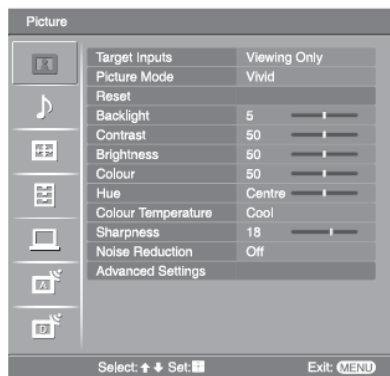 Picture
Target Inputs Viewing Only
Picture Mode Vivid
Reset
Backlight 5
Contrast 50
Brightness 50
Colour 50
Hue Centre
Colour Temperature Cool
Sharpness 18
Noise Reduction Off
Advanced Settings
A
D
Select: Set: Exit: MENU